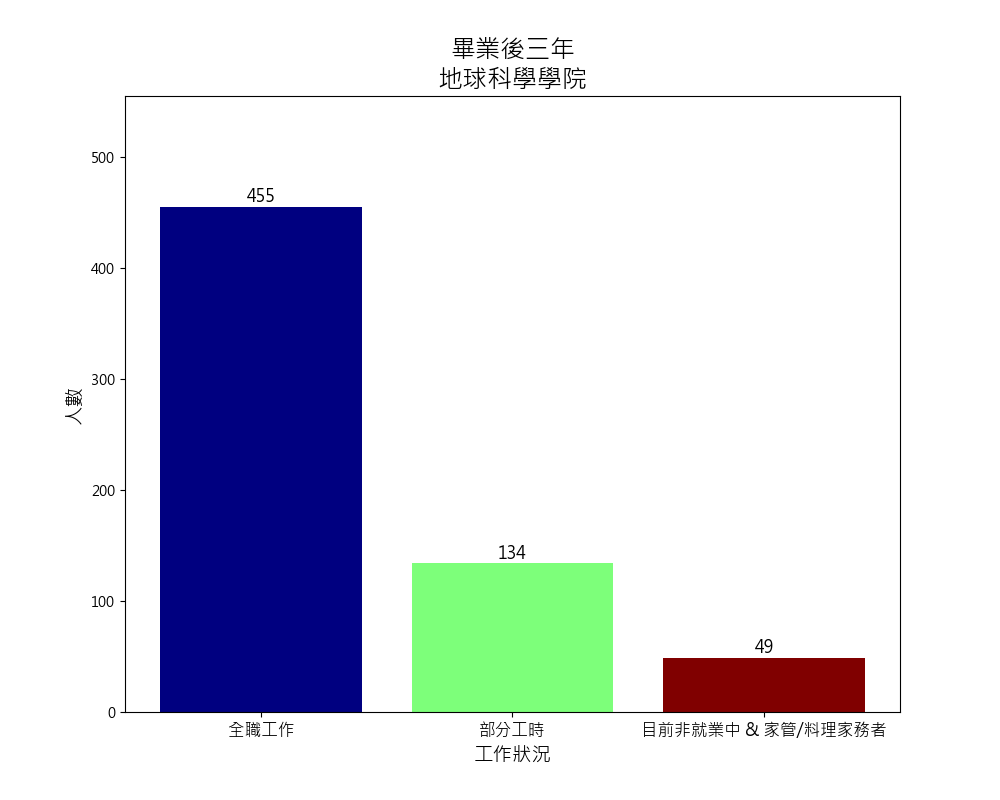 畢業後三年
地球科學學院
500
400
300
200
100
0
人數
455
134
49
全職工作
部分工時
目前非就業中 & 家管/料理家務者
工作狀況